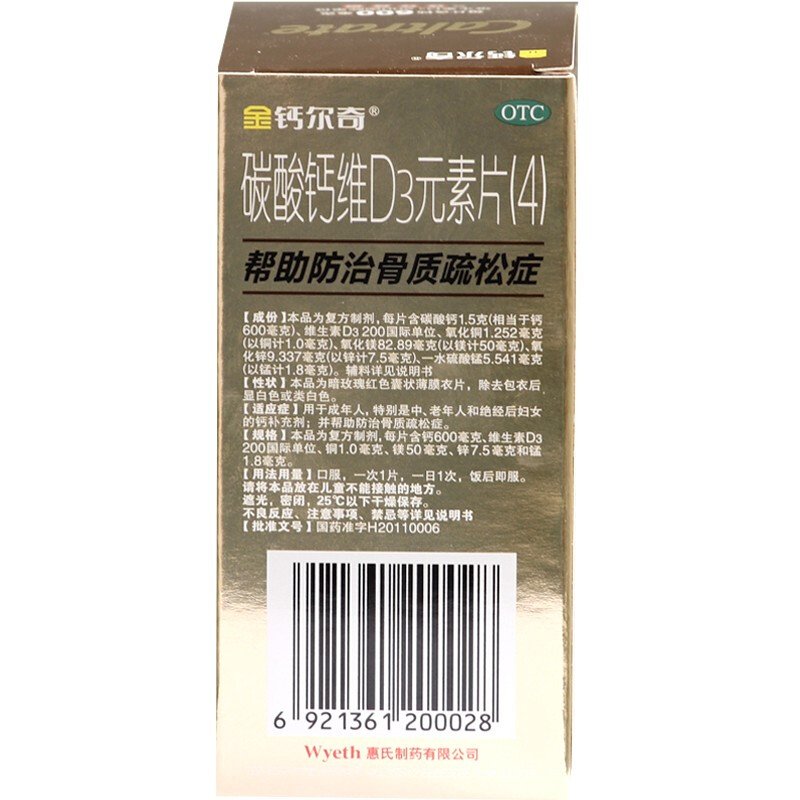 Caltrate
金钙尔奇
金钙尔奇®
OTC
碳酸钙维D3元素片(4)
帮助防治骨质疏松症
【成份】本品为复方制剂,每片含碳酸钙1.5克(相当于钙
600毫克)、维生素D3 200国际单位、氧化铜1.252毫克
(以铜计1.0毫克)、氧化镁82.89毫克(以镁计50毫克)、氧
化锌9.337毫克(以锌计7.5毫克)、一水硫酸锰5.541毫克
(以锰计1.8毫克)。辅料详见说明书
【性状】本品为暗玫瑰红色囊状薄膜衣片,除去包衣后
显白色或类白色。
【适应症】用于成年人,特别是中、老年人和绝经后妇女
的钙补充剂;并帮助防治骨质疏松症。
【规格】本品为复方制剂,每片含钙600毫克、维生素D3
200国际单位、铜1.0毫克、镁50毫克、锌7.5毫克和锰
1.8毫克。
【用法用量】口服,一次1片,一日1次,饭后即服。
请将本品放在儿童不能接触的地方。
遮光,密闭,25℃以下干燥保存。
不良反应、注意事项、禁忌等详见说明书
【批准文号】国药准字H20110006
6 921361 200028
Wyeth 惠氏制药有限公司